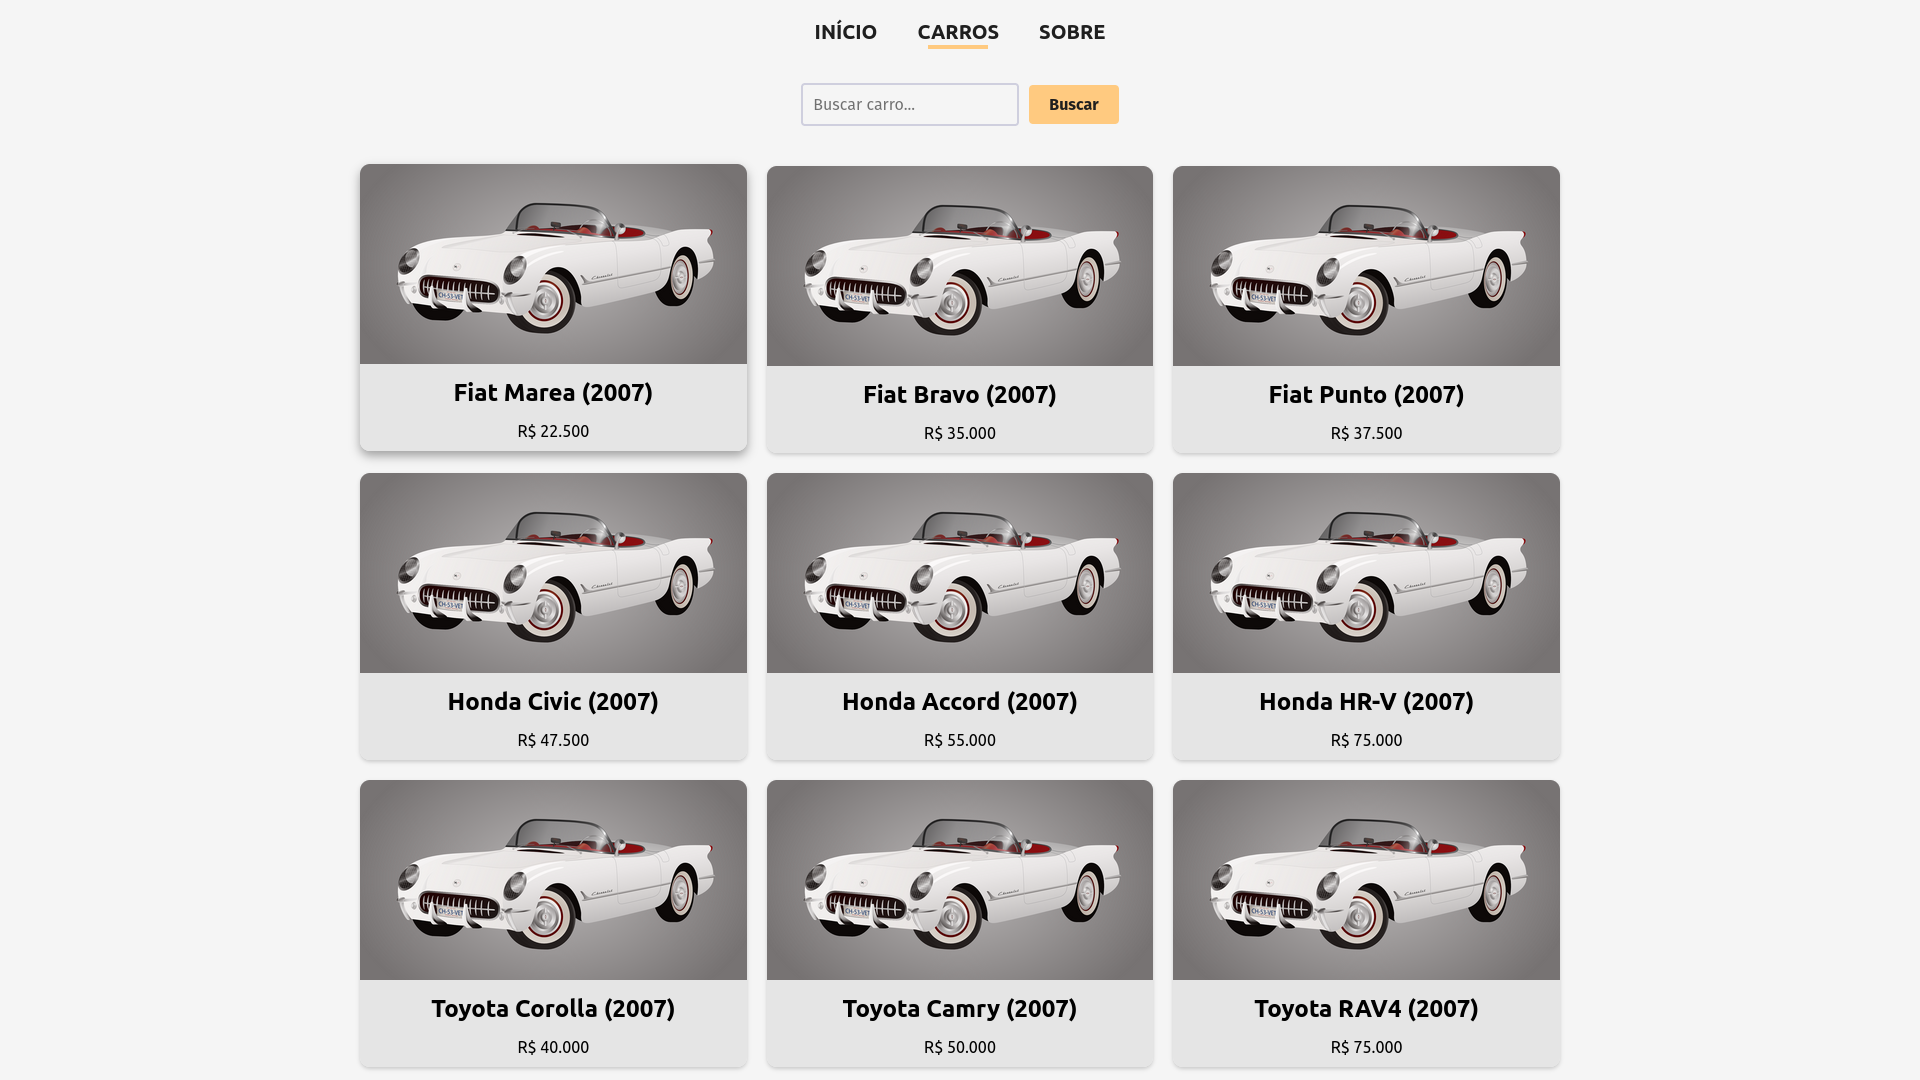 INÍCIO CARROS SOBRE
Buscar carro... Buscar
Fiat Marea (2007) Fiat Bravo (2007) Fiat Punto (2007)
R$ 22.500 R$ 35.000 R$ 37.500
Honda Civic (2007) Honda Accord (2007) Honda HR-V (2007)
R$ 47.500 R$ 55.000 R$ 75.000
Toyota Corolla (2007) Toyota Camry (2007) Toyota RAV4 (2007)
R$ 40.000 R$ 50.000 R$ 75.000